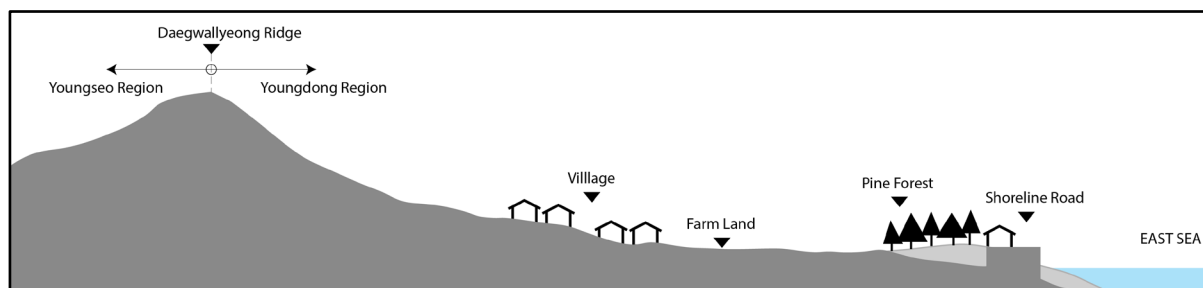 Daegwallyeong Ridge
Youngseo Region
Youngdong Region
Villlage
Farm Land
Pine Forest
Shoreline Road
EAST SEA